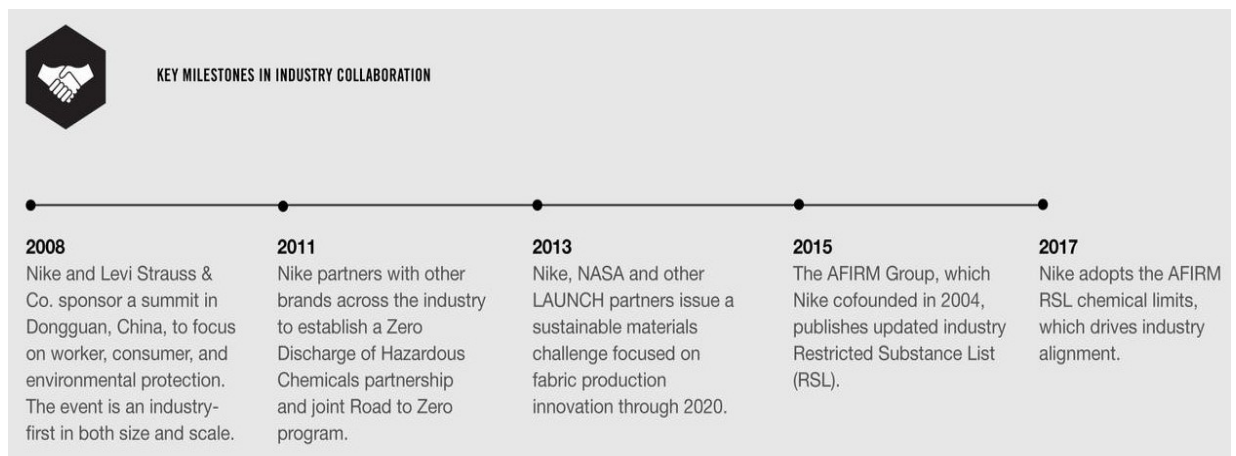 KEY MILESTONES IN INDUSTRY COLLABORATION
2008
Nike and Levi Strauss &
Co. sponsor a summit in
Dongguan, China, to focus
on worker, consumer, and
environmental protection.
The event is an industry-
first in both size and scale.
2011
Nike partners with other
brands across the industry
to establish a Zero
Discharge of Hazardous
Chemicals partnership
and joint Road to Zero
program.
2013
Nike, NASA and other
LAUNCH partners issue a
sustainable materials
challenge focused on
fabric production
innovation through 2020.
2015
The AFIRM Group, which
Nike cofounded in 2004,
publishes updated industry
Restricted Substance List
(RSL).
2017
Nike adopts the AFIRM
RSL chemical limits,
which drives industry
alignment.